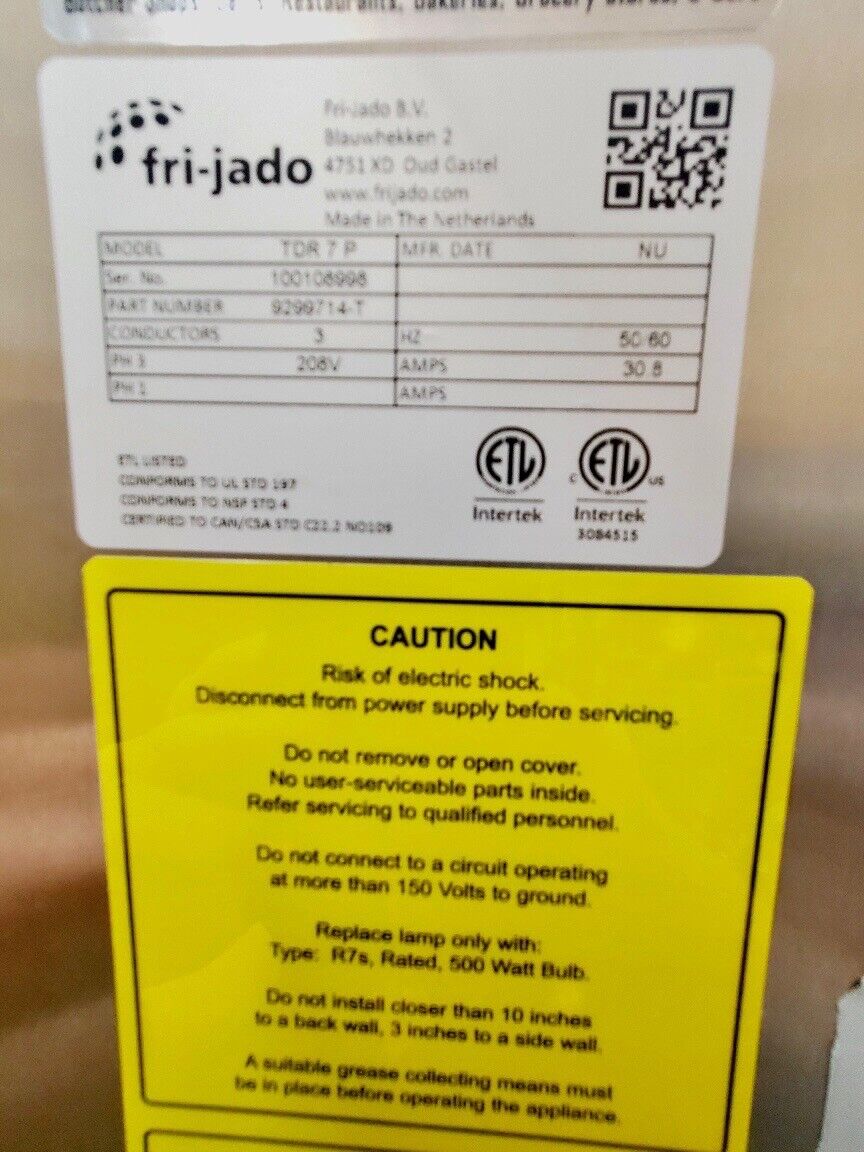 Restaurants, Bakeries, Grocery Stores,
fri-jado
Fri-Jado B.V.
Blauwhekken 2
4751 XD Oud Gastel
www.frijado.com
Made in The Netherlands
MODEL TDR 7 P MFR. DATE NU
Ser. No. 100108998
PART NUMBER 9299714-T
CONDUCTORS 3 HZ 50/60
PH 3 208V AMPS 30.8
PH 1 AMPS
ETL LISTED
CONFORMS TO UL STD 197
CONFORMS TO NSF STD 4
CERTIFIED TO CAN/CSA STD C22.2 NO109
ETL
Intertek
C ETL US
Intertek
3084515
CAUTION
Risk of electric shock.
Disconnect from power supply before servicing.
Do not remove or open cover.
No user-serviceable parts inside.
Refer servicing to qualified personnel.
Do not connect to a circuit operating
at more than 150 Volts to ground.
Replace lamp only with:
Type: R7s, Rated, 500 Watt Bulb.
Do not install closer than 10 inches
to a back wall, 3 inches to a side wall.
A suitable grease collecting means must
be in place before operating the appliance.